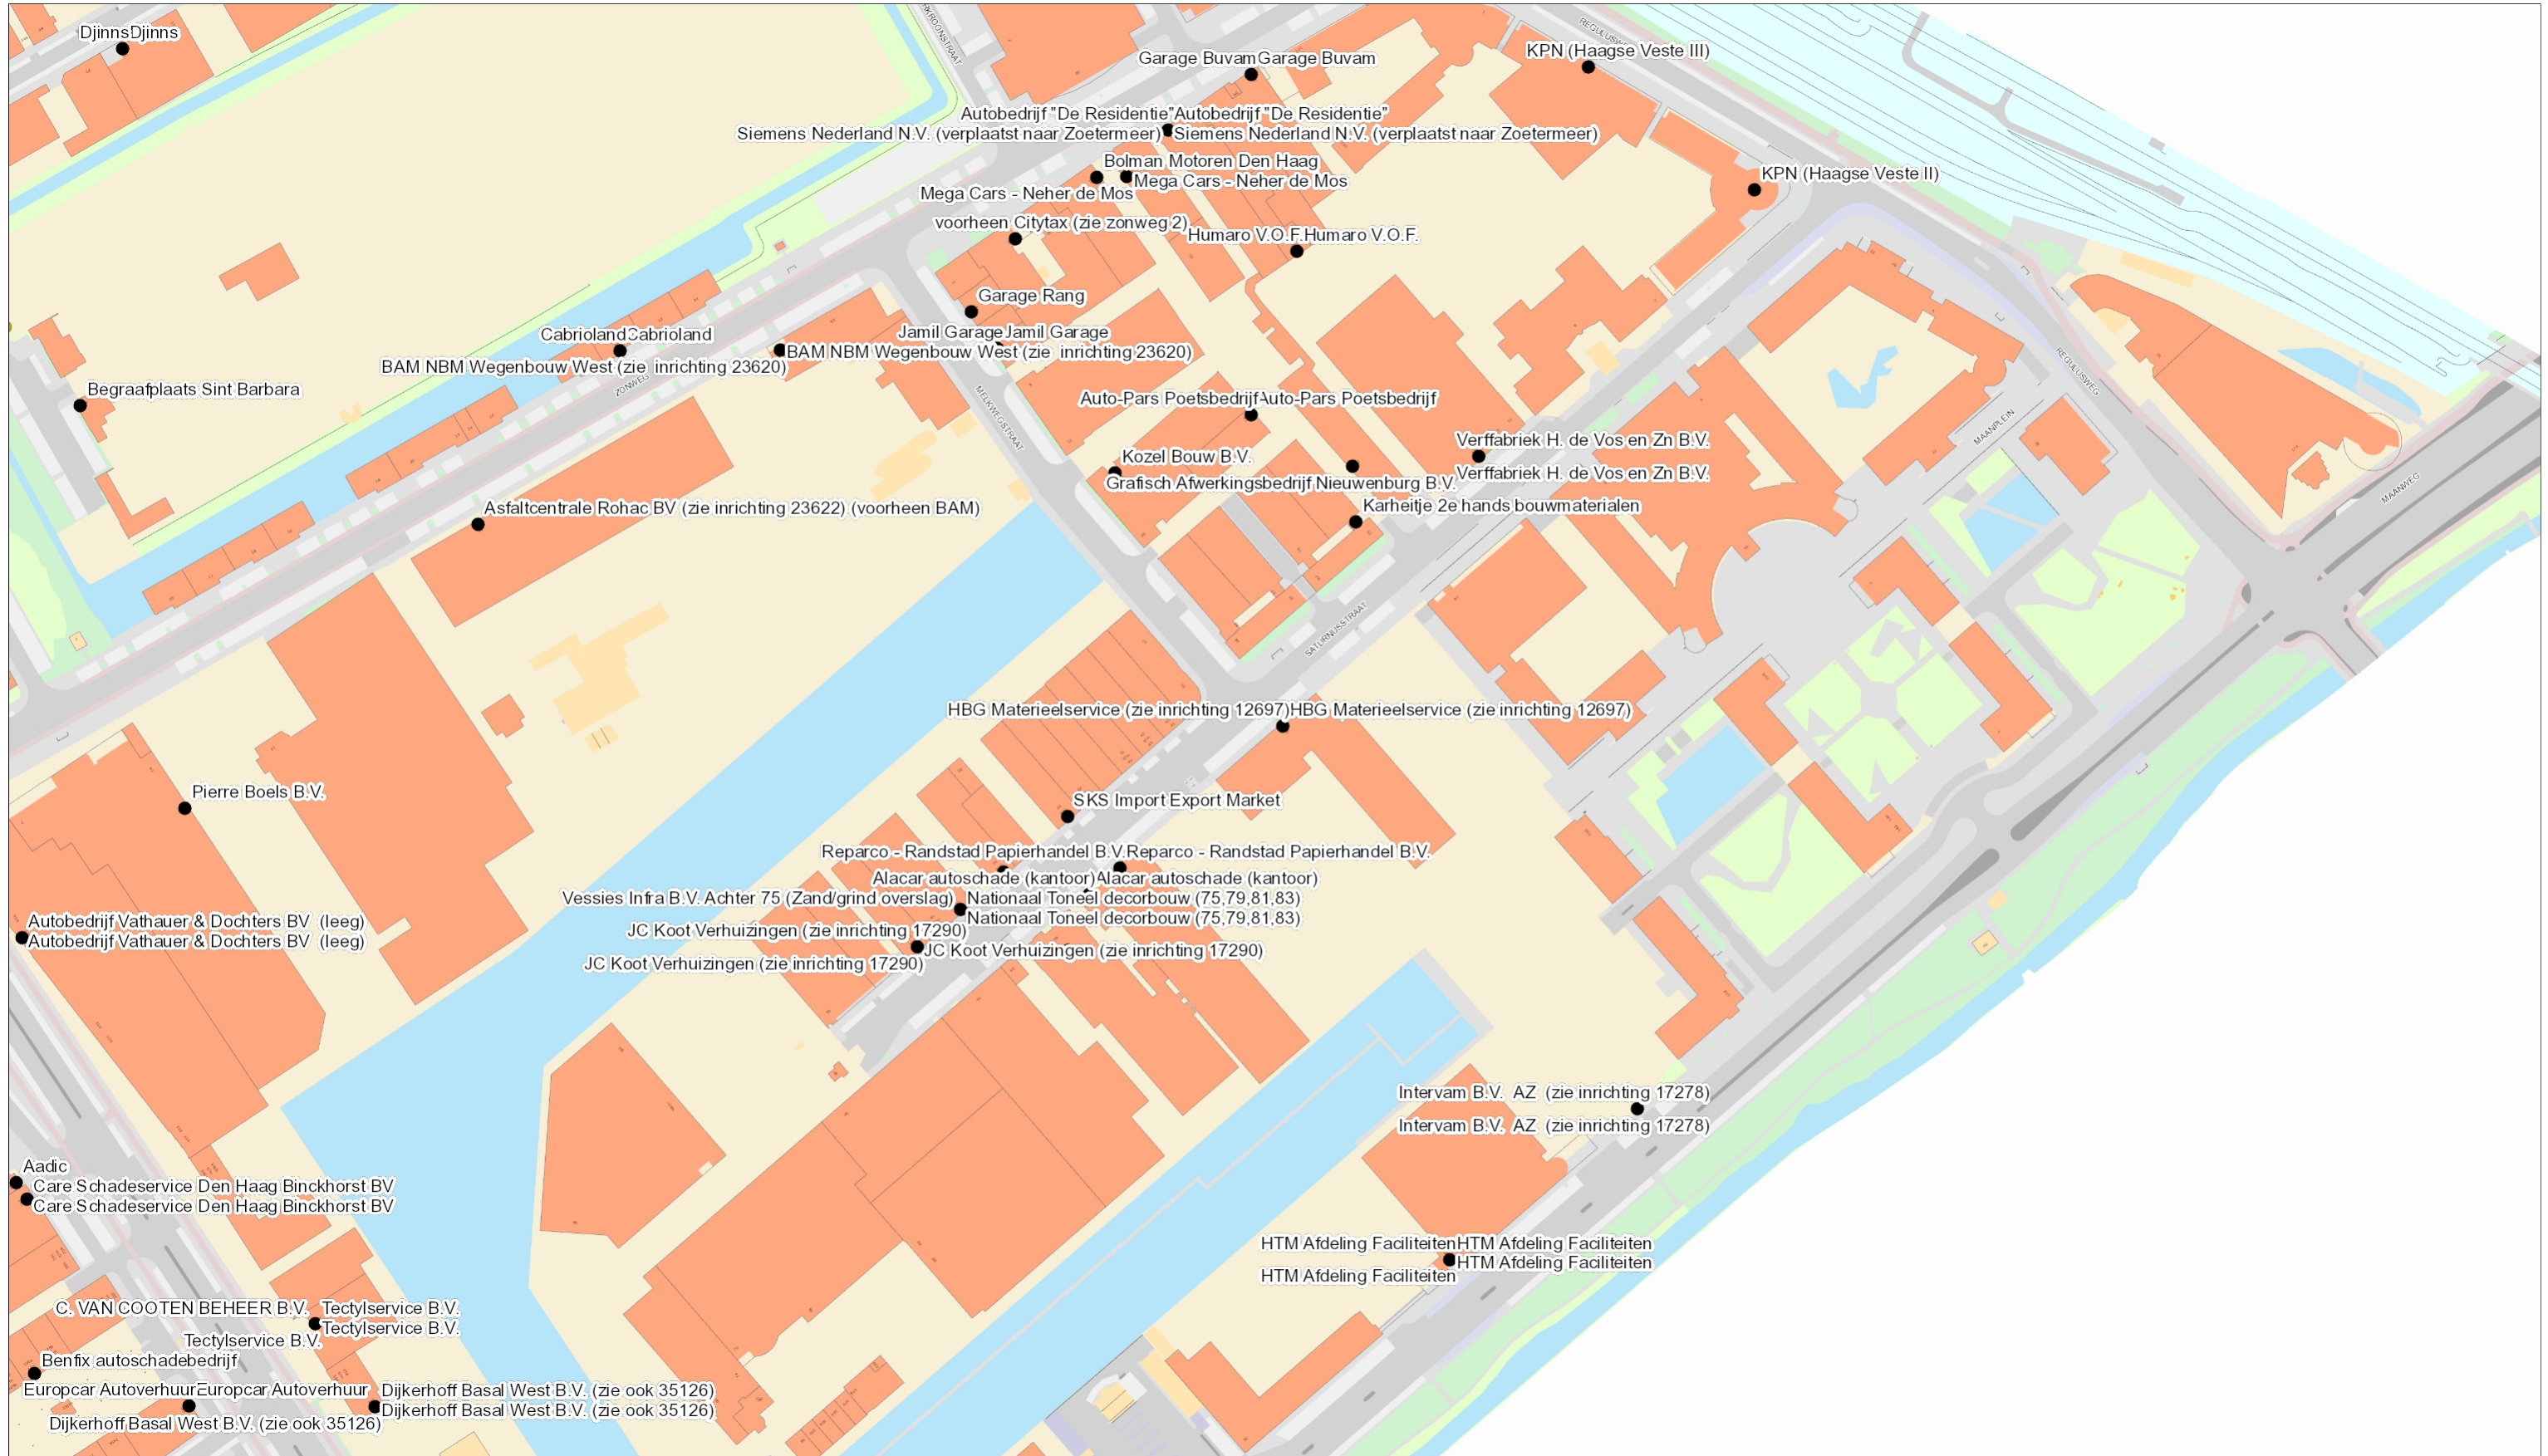 DjinnsDjinns
RKROONSTRAAT
REGULUSW
KPN (Haagse Veste III)
Garage BuvamGarage Buvam
Autobedrijf "De Residentie"Autobedrijf "De Residentie"
Siemens Nederland N.V. (verplaatst naar Zoetermeer)
Siemens Nederland N.V. (verplaatst naar Zoetermeer)
Bolman Motoren Den Haag
Mega Cars - Neher de Mos
Mega Cars - Neher de Mos
KPN (Haagse Veste II)
voorheen Citytax (zie zonweg 2)
Humaro V.O.F.Humaro V.O.F.
Garage Rang
CabriolandCabrioland
Jamil GarageJamil Garage
BAM NBM Wegenbouw West (zie inrichting 23620)
BAM NBM Wegenbouw West (zie inrichting 23620)
ZONWEG
REGULUSWEG
Begraafplaats Sint Barbara
MELKWEGSTRAAT
Auto-Pars PoetsbedrijfAuto-Pars Poetsbedrijf
MAANPLEIN
Verffabriek H. de Vos en Zn B.V.
Verffabriek H. de Vos en Zn B.V.
Kozel Bouw B.V.
Grafisch Afwerkingsbedrijf Nieuwenburg B.V.
MAANWEG
Asfaltcentrale Rohac BV (zie inrichting 23622) (voorheen BAM)
Karheitje 2e hands bouwmaterialen
SATURNUSSTRAAT
HBG Materieelservice (zie inrichting 12697)HBG Materieelservice (zie inrichting 12697)
Pierre Boels B.V.
SKS Import Export Market
Reparco - Randstad Papierhandel B.V.Reparco - Randstad Papierhandel B.V.
Alacar autoschade (kantoor)Alacar autoschade (kantoor)
Vessies Infra B.V. Achter 75 (Zand/grind overslag)
Nationaal Toneel decorbouw (75,79,81,83)
Nationaal Toneel decorbouw (75,79,81,83)
Autobedrijf Vathauer & Dochters BV (leeg)
Autobedrijf Vathauer & Dochters BV (leeg)
JC Koot Verhuizingen (zie inrichting 17290)
JC Koot Verhuizingen (zie inrichting 17290)
JC Koot Verhuizingen (zie inrichting 17290)
Intervam B.V. AZ (zie inrichting 17278)
Intervam B.V. AZ (zie inrichting 17278)
Aadic
Care Schadeservice Den Haag Binckhorst BV
Care Schadeservice Den Haag Binckhorst BV
HTM Afdeling FaciliteitenHTM Afdeling Faciliteiten
HTM Afdeling Faciliteiten
HTM Afdeling Faciliteiten
C. VAN COOTEN BEHEER B.V.
Tectylservice B.V.
Tectylservice B.V.
Tectylservice B.V.
Benfix autoschadebedrijf
Europcar AutoverhuurEuropcar Autoverhuur
Dijkerhoff Basal West B.V. (zie ook 35126)
Dijkerhoff Basal West B.V. (zie ook 35126)
Dijkerhoff Basal West B.V. (zie ook 35126)